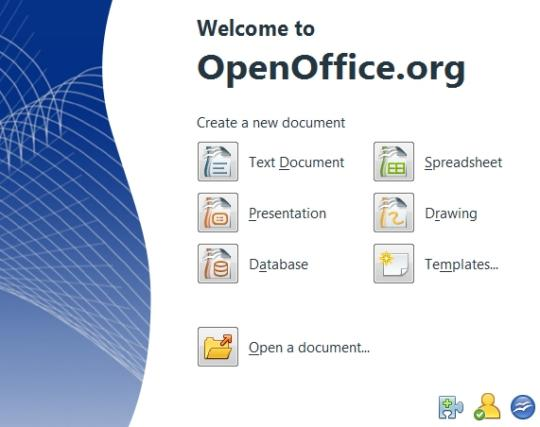 Welcome to
OpenOffice.org
Create a new document
Text Document
Spreadsheet
Presentation
Drawing
Database
Templates...
Open a document...